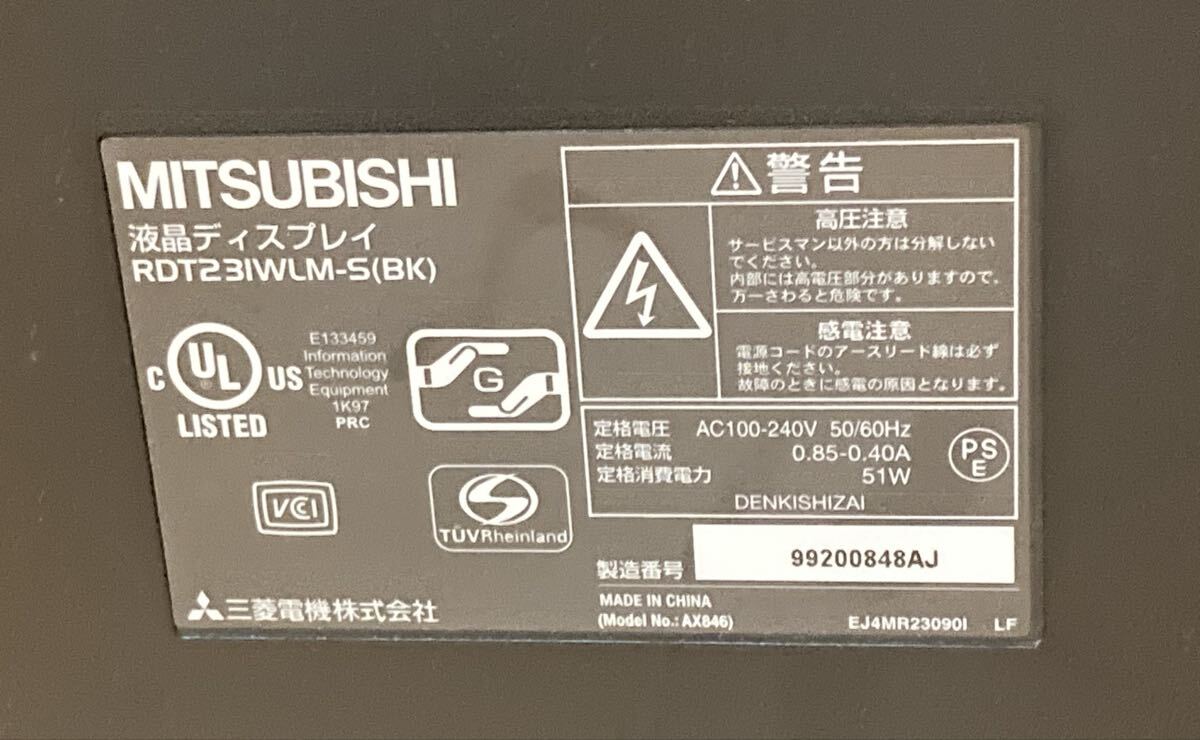 MITSUBISHI
液晶ディスプレイ
RDT231WLM-S(BK)
C UL US
®
LISTED
E133459
Information
Technology
Equipment
1K97
PRC
G
VCCI
TÜVRheinland
三菱電機株式会社
警告
高圧注意
サービスマン以外の方は分解しない
でください。
内部には高電圧部分がありますので、
万一さわると危険です。
感電注意
電源コードのアースリード線は必ず
接地ください。
故障のときに感電の原因となります。
定格電圧 AC100-240V 50/60Hz
定格電流 0.85-0.40A
定格消費電力 51W
PS
E
DENKISHIZAI
製造番号 99200848AJ
MADE IN CHINA
(Model No.: AX846) EJ4MR23090I LF